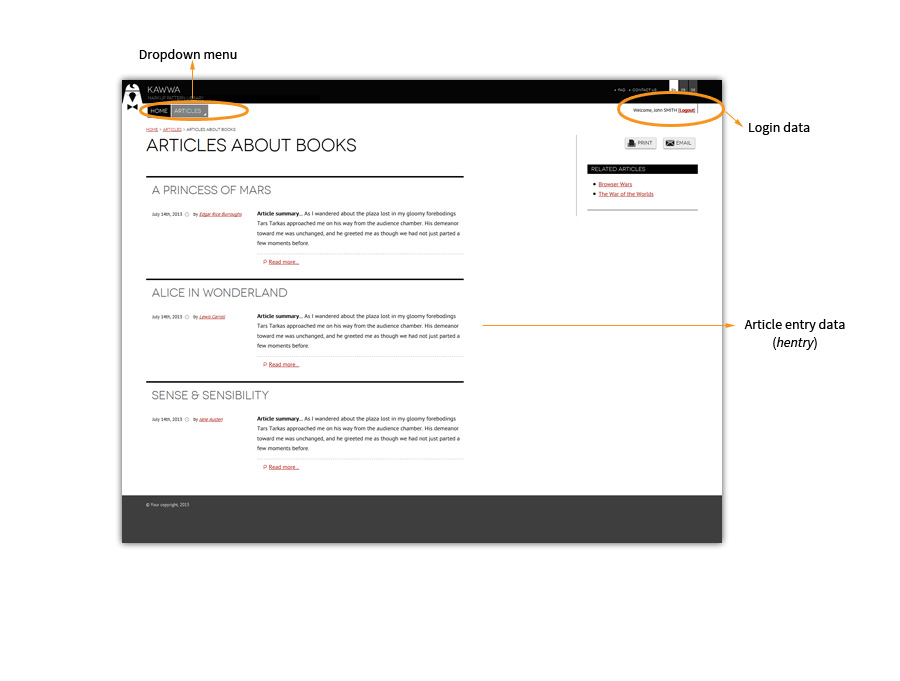 Dropdown menu
KAWWA
MARKUP PATTERN LIBRARY
FAQ CONTACT US
HOME ARTICLES
Welcome, John SMITH [Logout]
Login data
HOME > ARTICLES > ARTICLES ABOUT BOOKS
ARTICLES ABOUT BOOKS
PRINT EMAIL
RELATED ARTICLES
Browser Wars
The War of the Worlds
A PRINCESS OF MARS
July 14th, 2013 by Edgar Rice Burroughs
Article summary... As I wandered about the plaza lost in my gloomy forebodings
Tars Tarkas approached me on his way from the audience chamber. His demeanor
toward me was unchanged, and he greeted me as though we had not just parted a
few moments before.
Read more...
ALICE IN WONDERLAND
July 14th, 2013 by Lewis Carroll
Article summary... As I wandered about the plaza lost in my gloomy forebodings
Tars Tarkas approached me on his way from the audience chamber. His demeanor
toward me was unchanged, and he greeted me as though we had not just parted a
few moments before.
Read more...
Article entry data
(hentry)
SENSE & SENSIBILITY
July 14th, 2013 by Jane Austen
Article summary... As I wandered about the plaza lost in my gloomy forebodings
Tars Tarkas approached me on his way from the audience chamber. His demeanor
toward me was unchanged, and he greeted me as though we had not just parted a
few moments before.
Read more...
© Your copyright, 2013